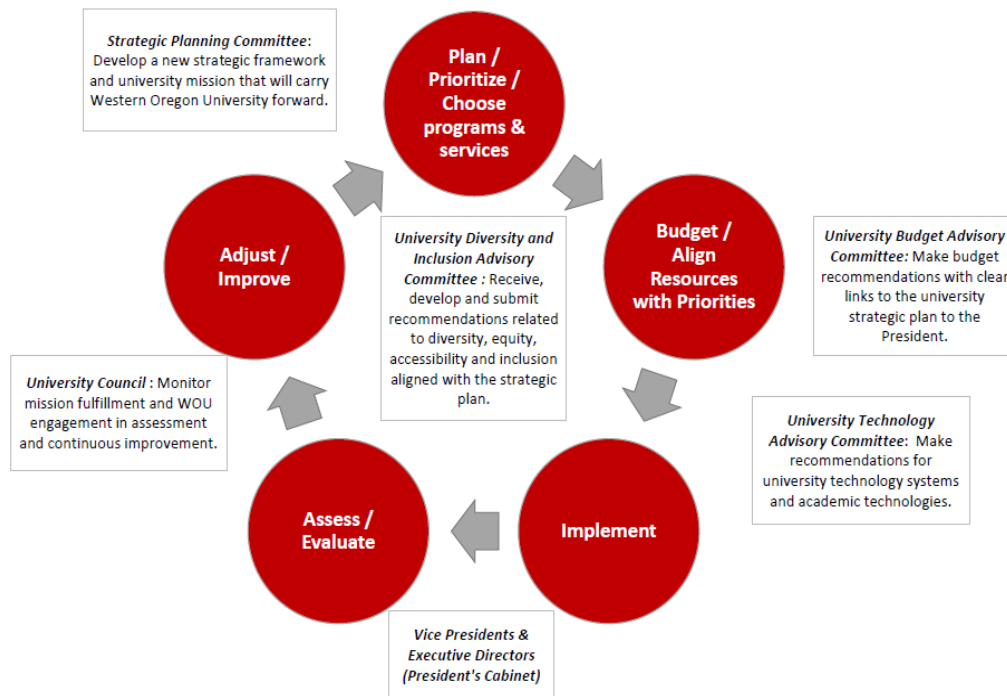 Strategic Planning Committee:
Develop a new strategic framework
and university mission that will carry
Western Oregon University forward.
Plan /
Prioritize /
Choose
programs &
services
Adjust /
Improve
University Diversity and
Inclusion Advisory
Committee : Receive,
develop and submit
recommendations related
to diversity, equity,
accessibility and inclusion
aligned with the strategic
plan.
Budget /
Align
Resources
with Priorities
University Budget Advisory
Committee: Make budget
recommendations with clear
links to the university
strategic plan to the
President.
University Council : Monitor
mission fulfillment and WOU
engagement in assessment
and continuous improvement.
University Technology
Advisory Committee: Make
recommendations for
university technology systems
and academic technologies.
Assess /
Evaluate
Implement
Vice Presidents &
Executive Directors
(President's Cabinet)